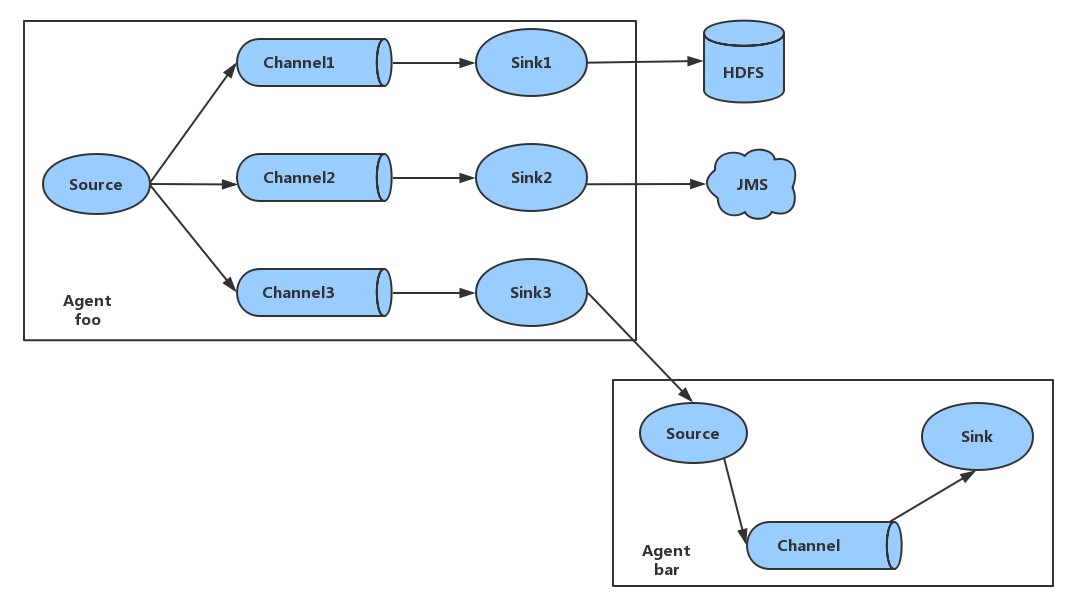 Channel1
Sink1
HDFS
Source
Channel2
Sink2
JMS
Channel3
Sink3
Agent
foo
Source
Sink
Channel
Agent
bar